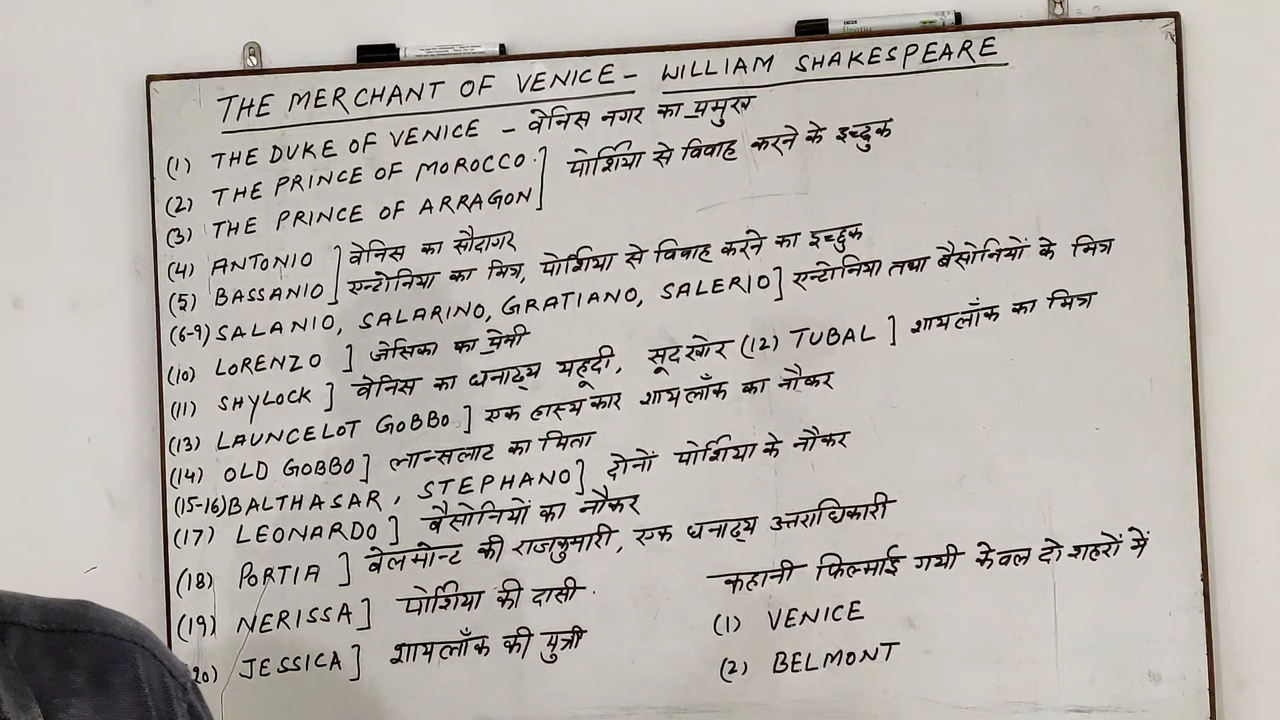 THE MERCHANT OF VENICE - WILLIAM SHAKESPEARE
(1) THE DUKE OF VENICE - वेनिस नगर का प्रमुख
(2) THE PRINCE OF MOROCCO ] पोर्शिया से विवाह करने के इच्छुक
(3) THE PRINCE OF ARRAGON ]
(4) ANTONIO ] वेनिस का सौदागर
(5) BASSANIO ] एन्टोनिया का मित्र, पोर्शिया से विवाह करने का इच्छुक
(6-9) SALANIO, SALARINO, GRATIANO, SALERIO ] एन्टोनिया तथा बैसोनियों के मित्र
(10) LORENZO ] जेसिका का प्रेमी
(11) SHYLOCK ] वेनिस का धनाढ्य यहूदी, सूदखोर (12) TUBAL ] शायलॉक का मित्र
(13) LAUNCELOT GOBBO ] एक हास्यकार शायलॉक का नौकर
(14) OLD GOBBO ] लान्सलाट का पिता
(15-16) BALTHASAR, STEPHANO ] दोनों पोर्शिया के नौकर
(17) LEONARDO ] बैसोनियों का नौकर
(18) PORTIA ] वेलमोन्ट की राजकुमारी, एक धनाढ्य उत्तराधिकारी
(19) NERISSA ] पोर्शिया की दासी.
20) JESSICA ] शायलॉक की पुत्री
कहानी फिल्माई गयी केवल दो शहरों में
(1) VENICE
(2) BELMONT